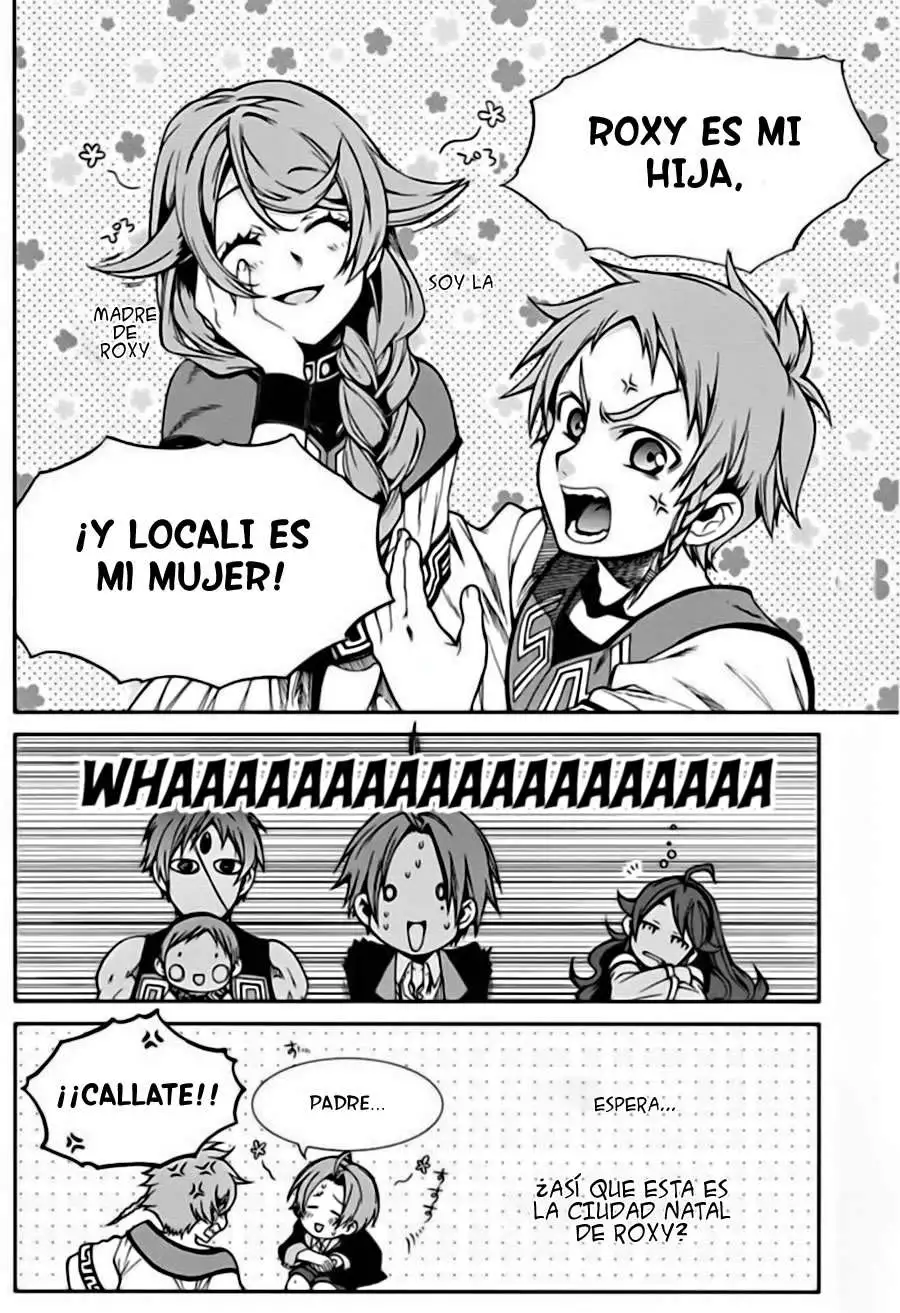 ROXY ES MI
HIJA,
SOY LA
MADRE
DE
ROXY
¡Y LOCALI ES
MI MUJER!
WHAAAAAAAAAAAAAAAAAAAA
ESPERA...
¿ASÍ QUE ESTA ES
LA CIUDAD NATAL
DE ROXY?
PADRE...
¡¡CALLATE!!